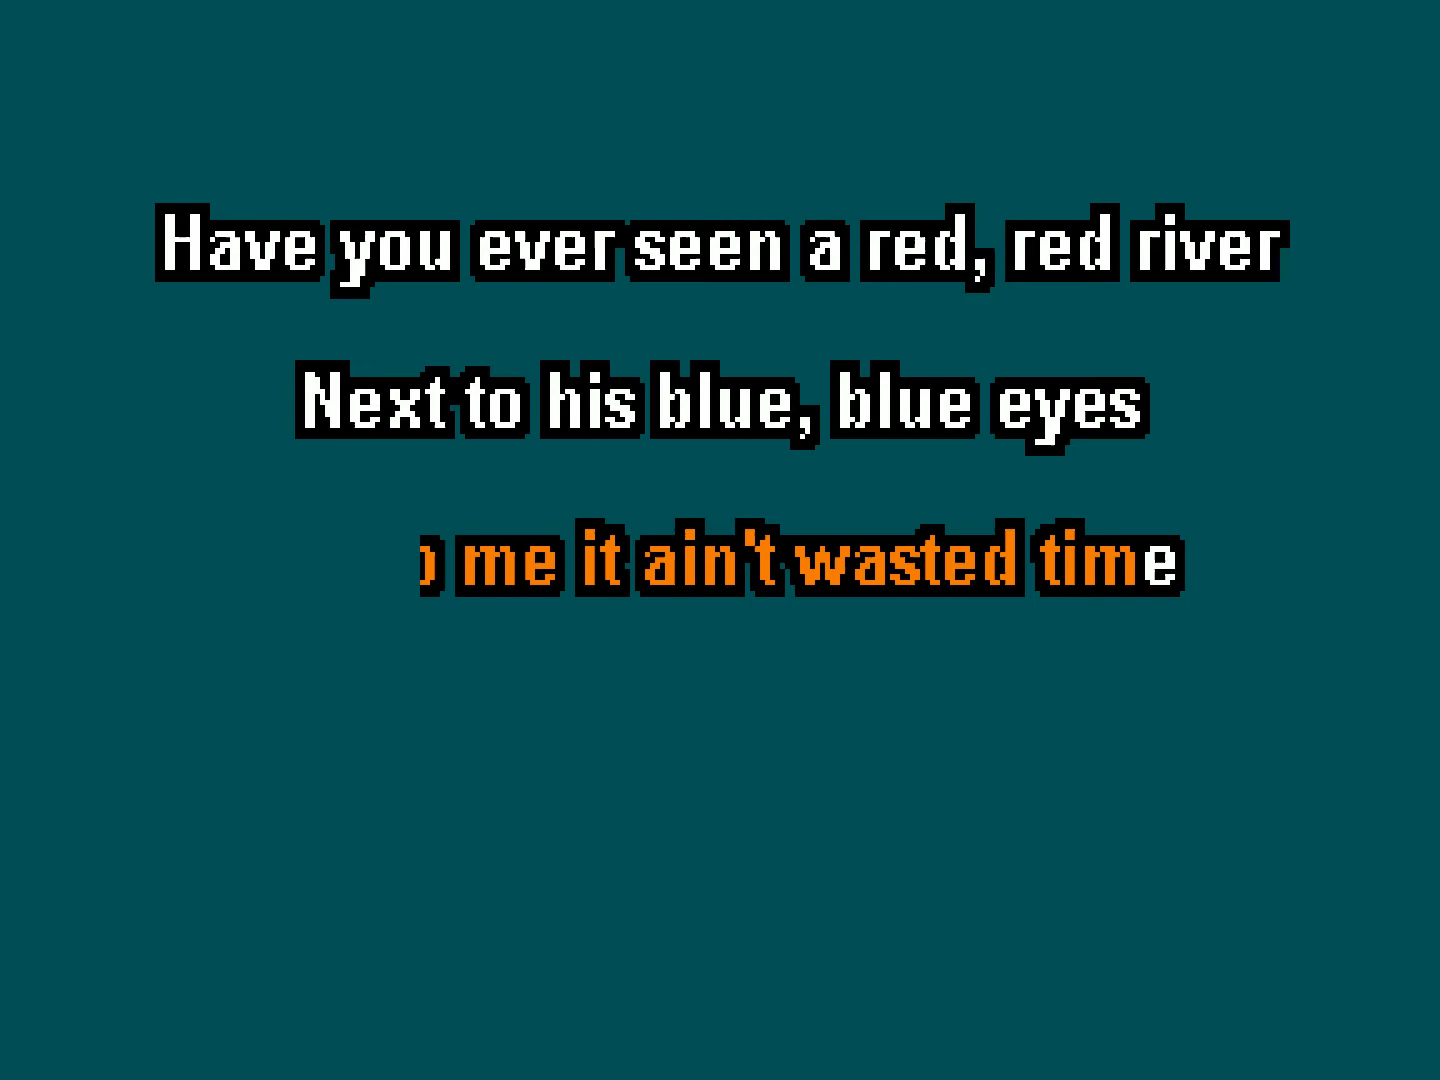 Have you ever seen a red, red river
Next to his blue, blue eyes
me it ain't wasted time